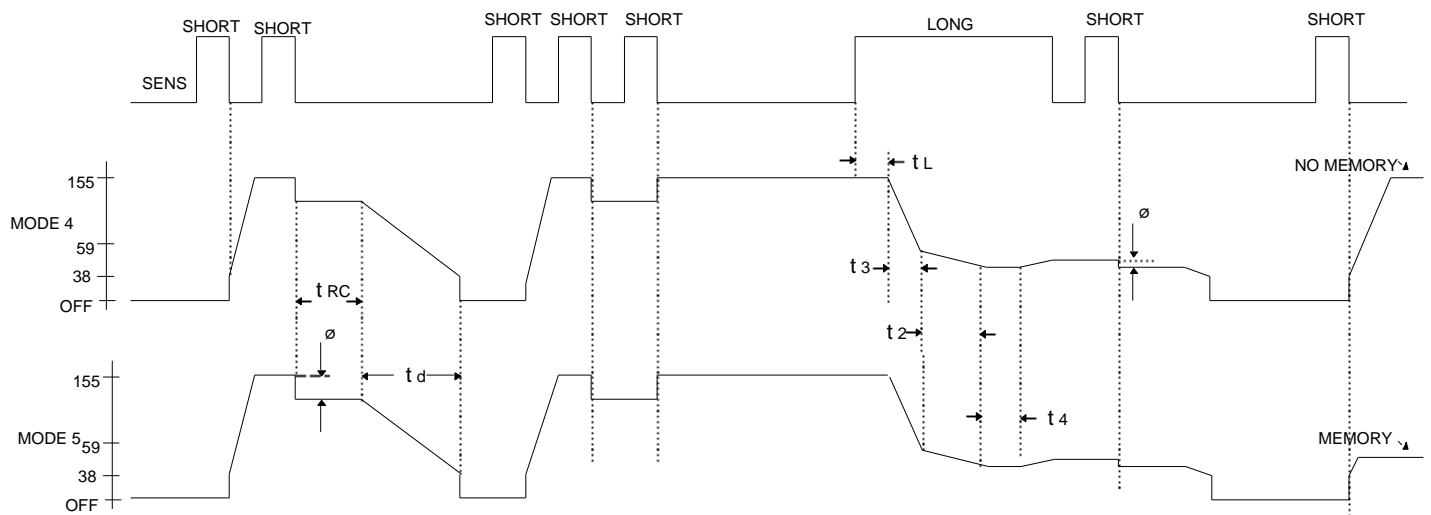 SHORT SHORT SHORT SHORT SHORT LONG SHORT SHORT
SENS
t L
NO MEMORY
155
MODE 4
59
38
OFF
ø
t 3
t RC
ø
t 2
t d
155
t 4
MODE 5
59
38
OFF
MEMORY